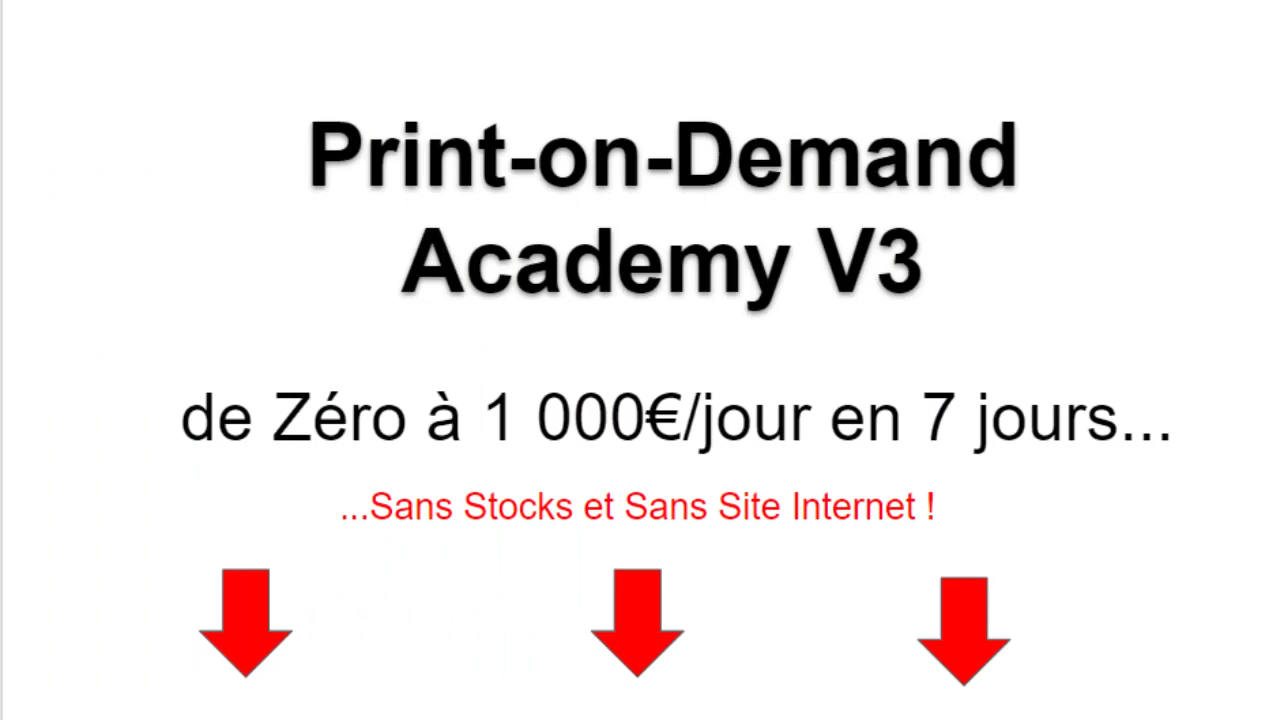 Print-on-Demand
Academy V3
de Zéro à 1 000€/jour en 7 jours...
...Sans Stocks et Sans Site Internet !